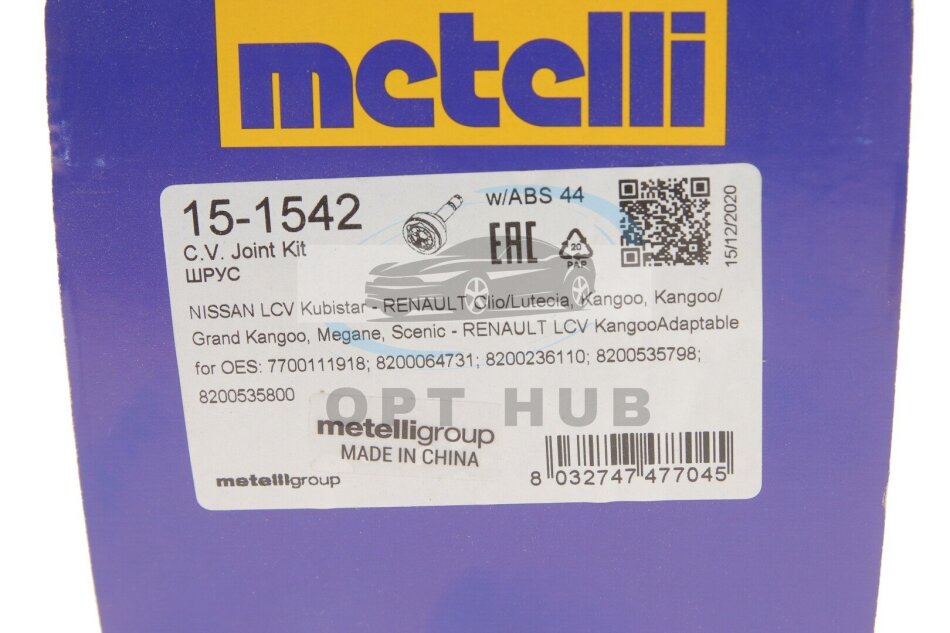 metelli
15-1542
w/ABS 44
C.V. Joint Kit
ШРУС
EAC
20
PAP
15/12/2020
NISSAN LCV Kubistar - RENAULT Clio/Lutecia, Kangoo, Kangoo/
Grand Kangoo, Megane, Scenic - RENAULT LCV KangooAdaptable
for OES: 7700111918; 8200064731; 8200236110; 8200535798;
8200535800
OPT HUB
metelligroup
MADE IN CHINA
metelligroup
8 032747 477045